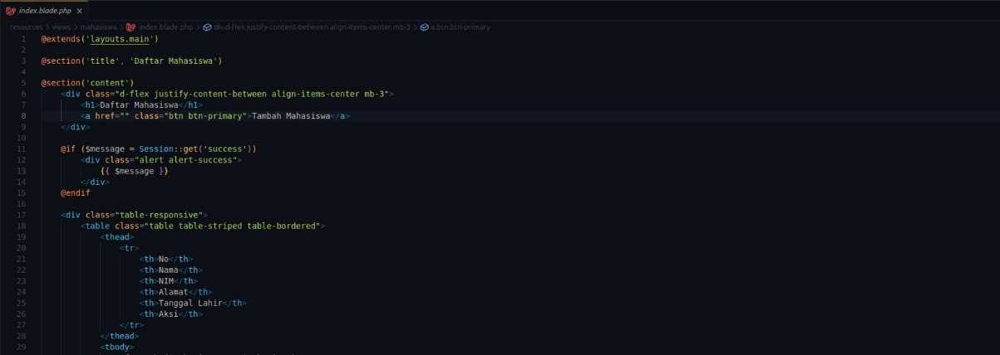 index.blade.php ×
resources > views > mahasiswa > index.blade.php > div.d-flex.justify-content-between.align-items-center.mb-3 > a.btn.btn-primary
1 @extends('layouts.main')
2
3 @section('title', 'Daftar Mahasiswa')
4
5 @section('content')
6 <div class="d-flex justify-content-between align-items-center mb-3">
7 <h1>Daftar Mahasiswa</h1>
8 <a href="" class="btn btn-primary">Tambah Mahasiswa</a>
9 </div>
10
11 @if ($message = Session::get('success'))
12 <div class="alert alert-success">
13 {{ $message }}
14 </div>
15 @endif
16
17 <div class="table-responsive">
18 <table class="table table-striped table-bordered">
19 <thead>
20 <tr>
21 <th>No</th>
22 <th>Nama</th>
23 <th>NIM</th>
24 <th>Alamat</th>
25 <th>Tanggal Lahir</th>
26 <th>Aksi</th>
27 </tr>
28 </thead>
29 <tbody>